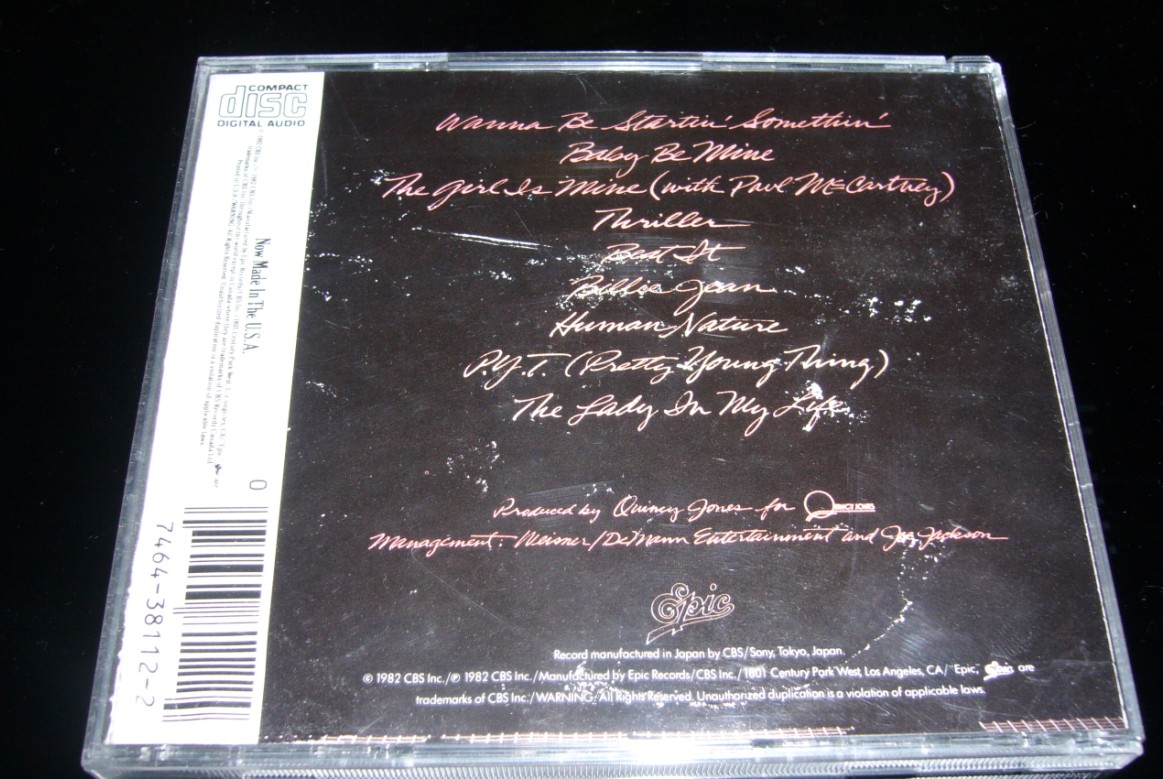 COMPACT
disc
DIGITAL AUDIO
Wanna Be Startin' Somethin'
Baby Be Mine
The Girl Is Mine (with Paul McCartney)
Thriller
Beat It
Billie Jean
Human Nature
P.Y.T. (Pretty Young Thing)
The Lady In My Life
Produced by Quincy Jones for QUINCY JONES
Management: Weisner/DeMann Entertainment and Joe Jackson
Epic
Record manufactured in Japan by CBS/Sony, Tokyo, Japan.
© 1982 CBS Inc./℗ 1982 CBS Inc./Manufactured by Epic Records/CBS Inc./1801 Century Park West, Los Angeles, CA/"Epic, Epic are
trademarks of CBS Inc./WARNING: All Rights Reserved. Unauthorized duplication is a violation of applicable laws.
Now Made In The U.S.A.
0
7464-38112-2